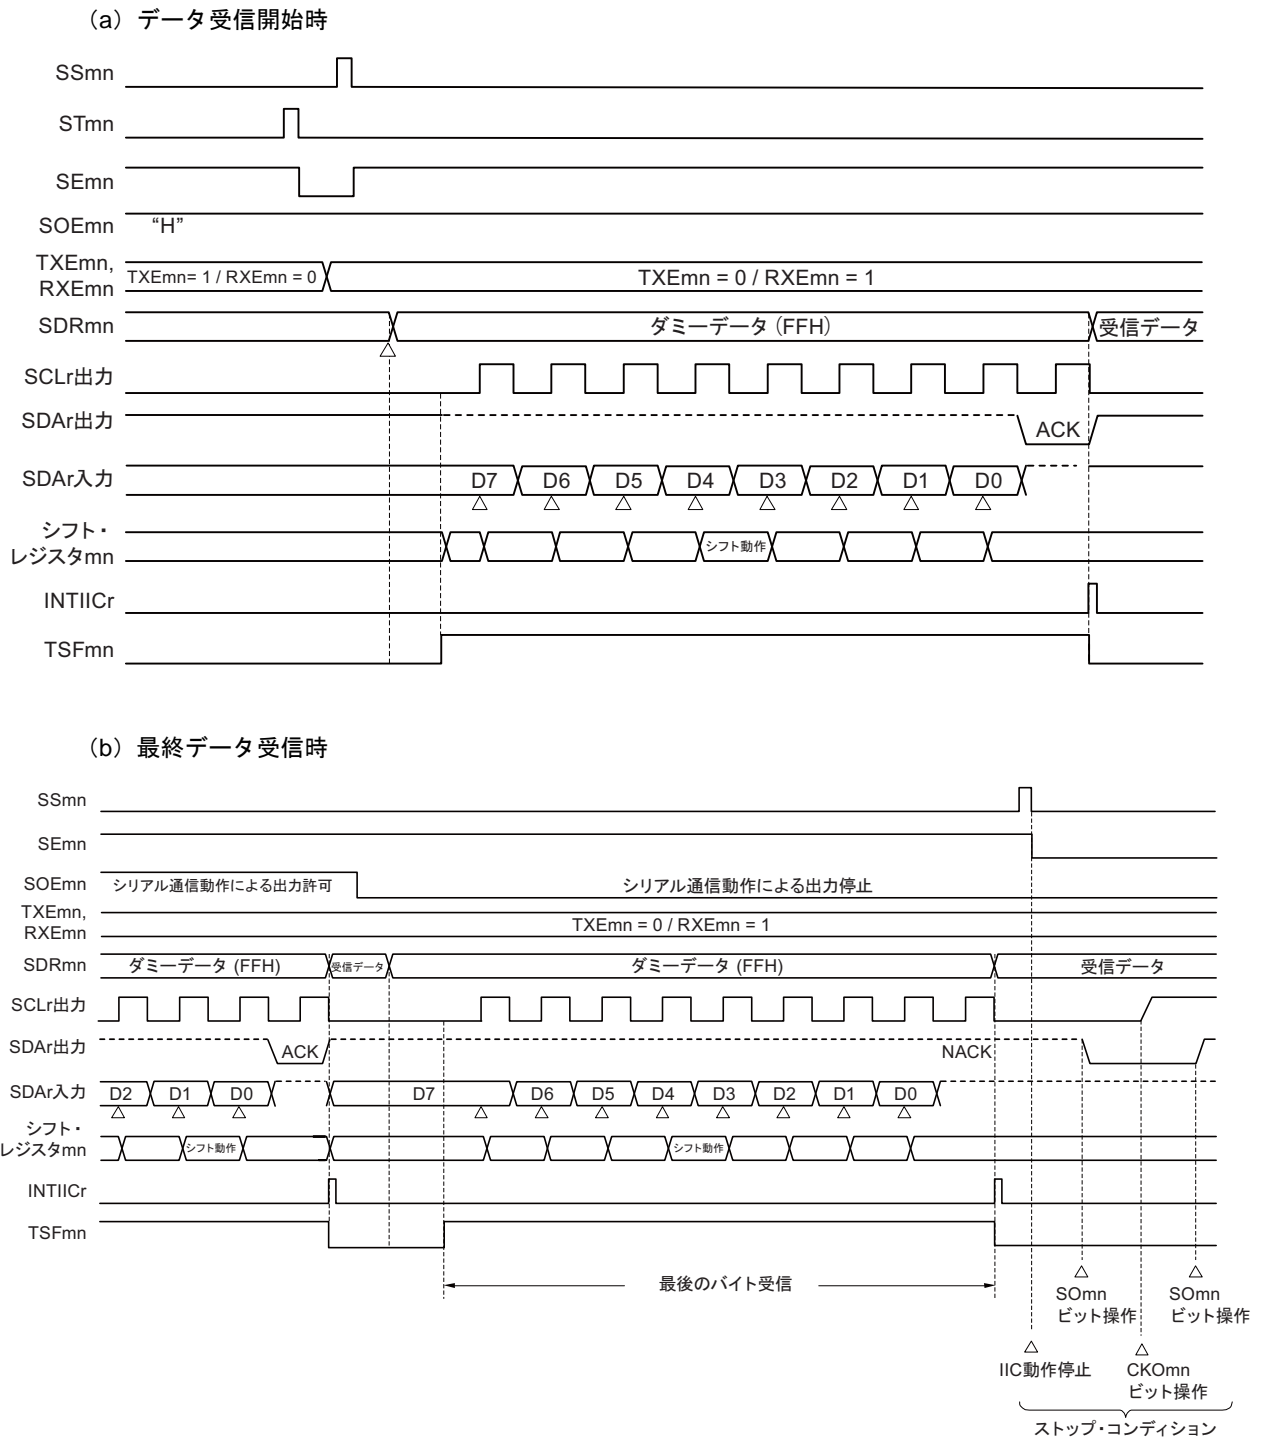 （a）データ受信開始時
SSmn
STmn
SEmn
SOEmn “H”
TXEmn,
RXEmn
TXEmn= 1 / RXEmn = 0
TXEmn = 0 / RXEmn = 1
SDRmn
ダミーデータ（FFH）
受信データ
SCLr出力
SDAr出力
ACK
SDAr入力
D7 D6 D5 D4 D3 D2 D1 D0
シフト・
レジスタmn
シフト動作
INTIICr
TSFmn
（b）最終データ受信時
SSmn
SEmn
SOEmn
シリアル通信動作による出力許可
シリアル通信動作による出力停止
TXEmn,
RXEmn
TXEmn = 0 / RXEmn = 1
SDRmn
ダミーデータ (FFH)
受信データ
ダミーデータ (FFH)
受信データ
SCLr出力
SDAr出力
ACK
NACK
SDAr入力
D2 D1 D0 D7 D6 D5 D4 D3 D2 D1 D0
シフト・
レジスタmn
シフト動作
シフト動作
INTIICr
TSFmn
最後のバイト受信
SOmn
ビット操作
SOmn
ビット操作
IIC動作停止
CKOmn
ビット操作
ストップ・コンディション